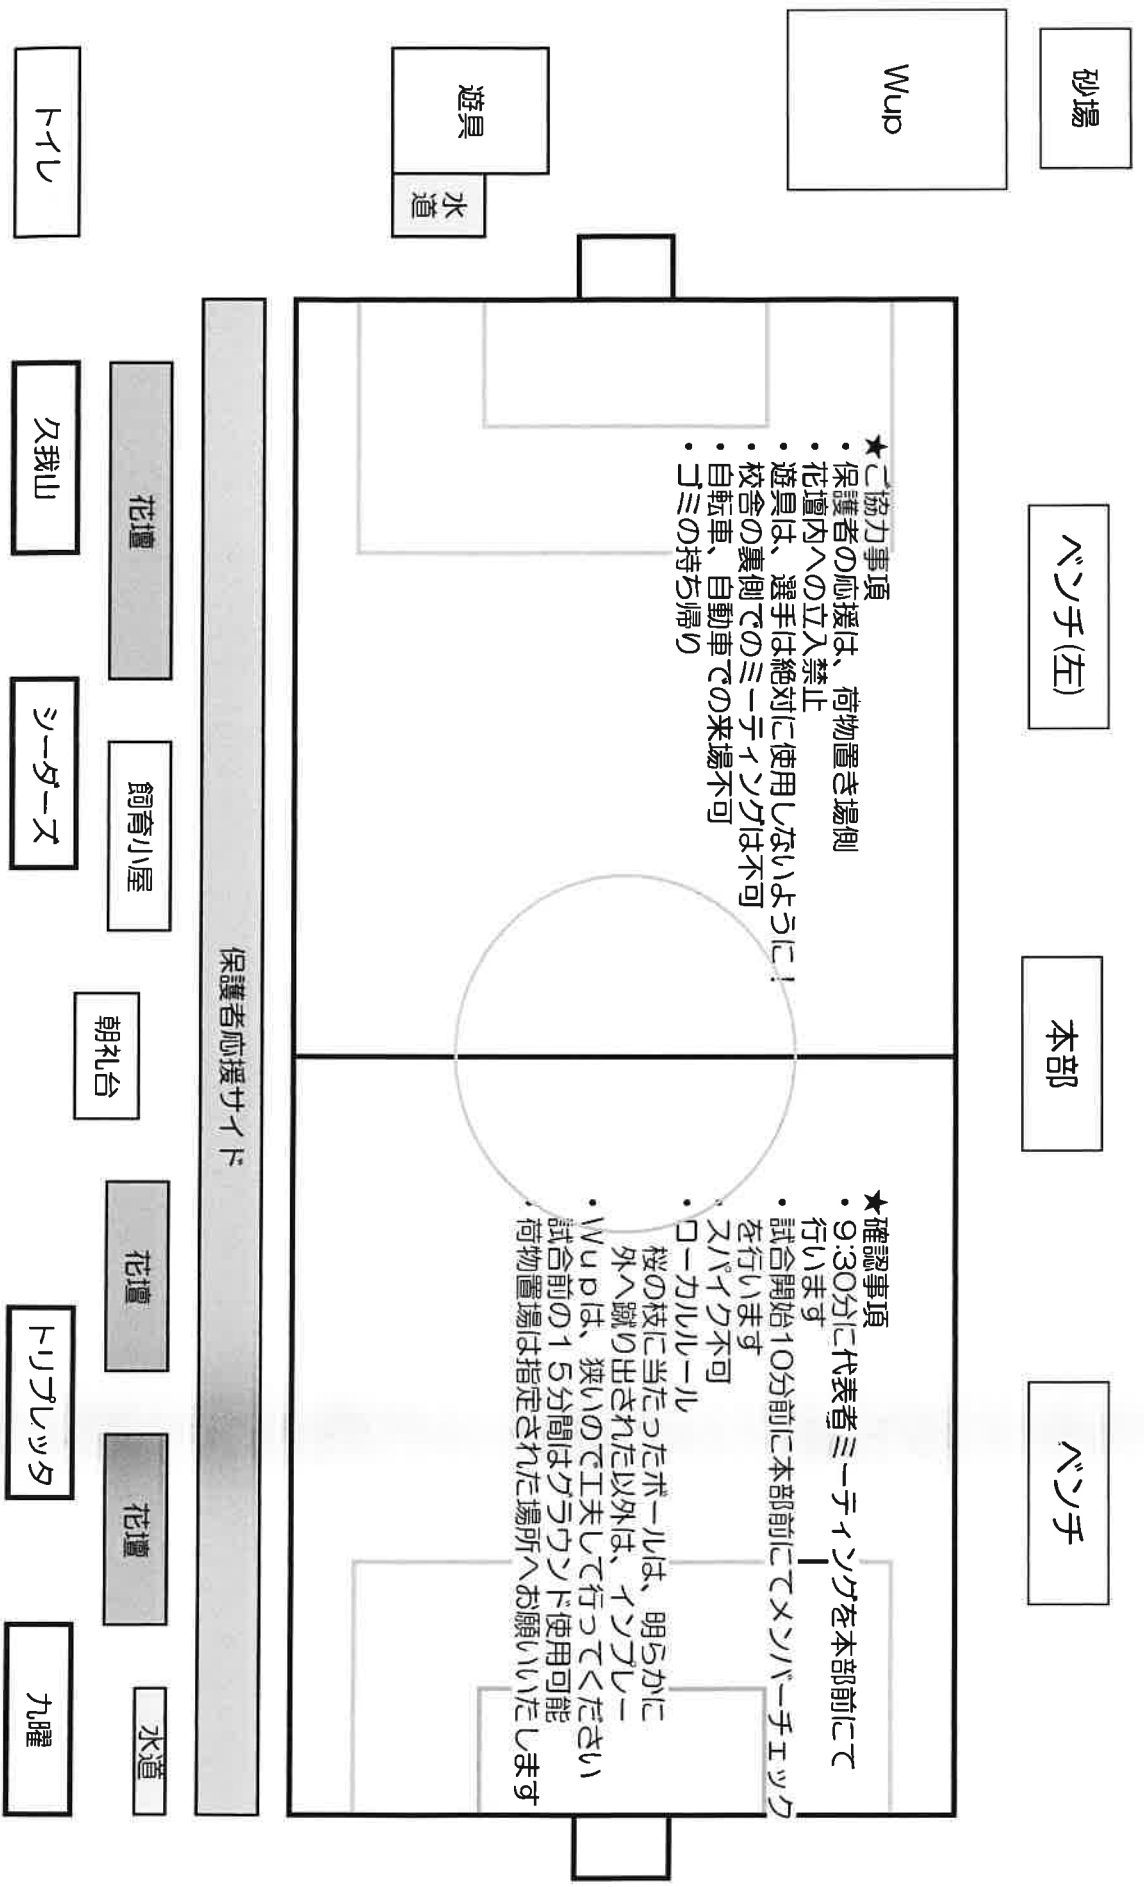 砂場
Wup
ベンチ(左)
本部
ベンチ
遊具
水道
トイレ
★ご協力事項
・保護者の応援は、荷物置き場側
・花壇内への立入禁止
・遊具は、選手は絶対に使用しないように!
・校舎の裏側でのミーティングは不可
・自転車、自動車での来場不可
・ゴミの持ち帰り
★確認事項
・9:30分に代表者ミーティングを本部前にて
行います
・試合開始10分前に本部前にてメンバーチェック
を行います
・スパイク不可
・ローカルルール
桜の枝に当たったボールは、明らかに
外へ蹴り出された以外は、インプレー
・Wupは、狭いので工夫して行ってください
試合前の15分間はグラウンド使用可能
・荷物置場は指定された場所へお願いいたします
保護者応援サイド
花壇
飼育小屋
朝礼台
花壇
花壇
水道
久我山
シーダーズ
トリプレッタ
九曜